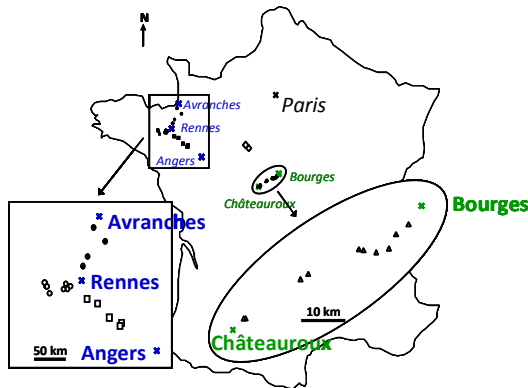 N
Avranches
Paris
Rennes
Angers
Bourges
Châteauroux
Bourges
Avranches
Rennes
10 km
Châteauroux
50 km
Angers